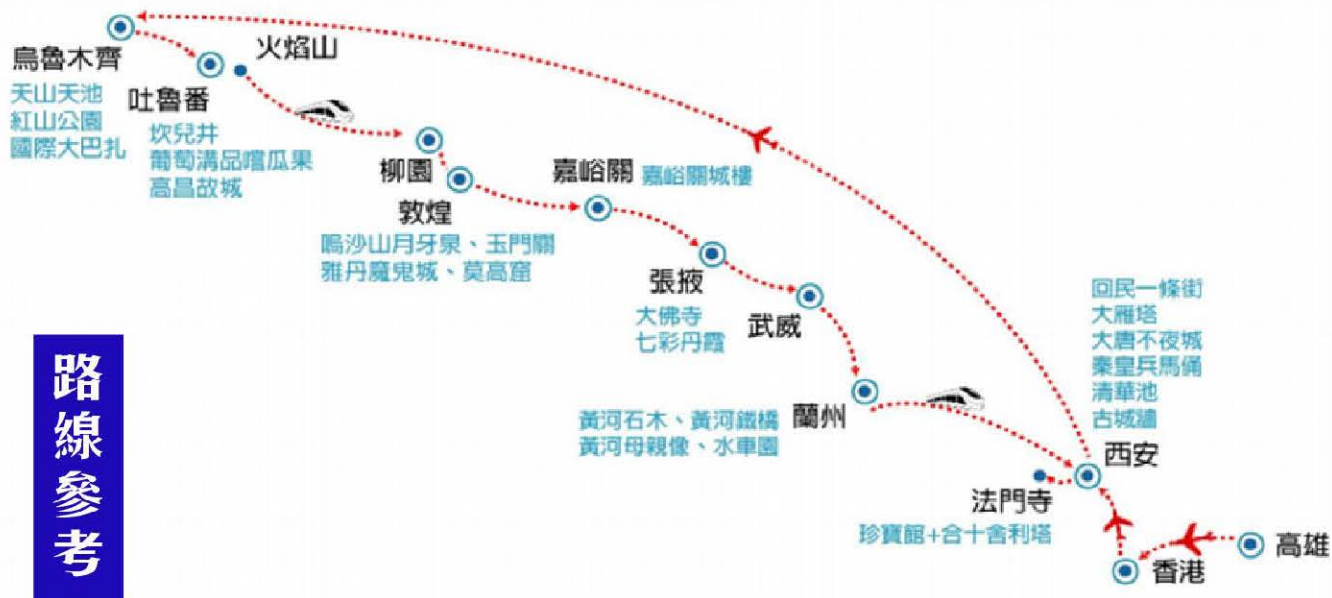 烏魯木齊
天山天池
紅山公園
國際大巴扎
吐魯番
坎兒井
葡萄溝品嚐瓜果
高昌故城
火焰山
柳園
敦煌
鳴沙山月牙泉、玉門關
雅丹魔鬼城、莫高窟
嘉峪關
嘉峪關城樓
張掖
大佛寺
七彩丹霞
武威
蘭州
黃河石木、黃河鐵橋
黃河母親像、水車園
回民一條街
大雁塔
大唐不夜城
秦皇兵馬俑
清華池
古城牆
西安
法門寺
珍寶館+合十舍利塔
香港
高雄
路線參考